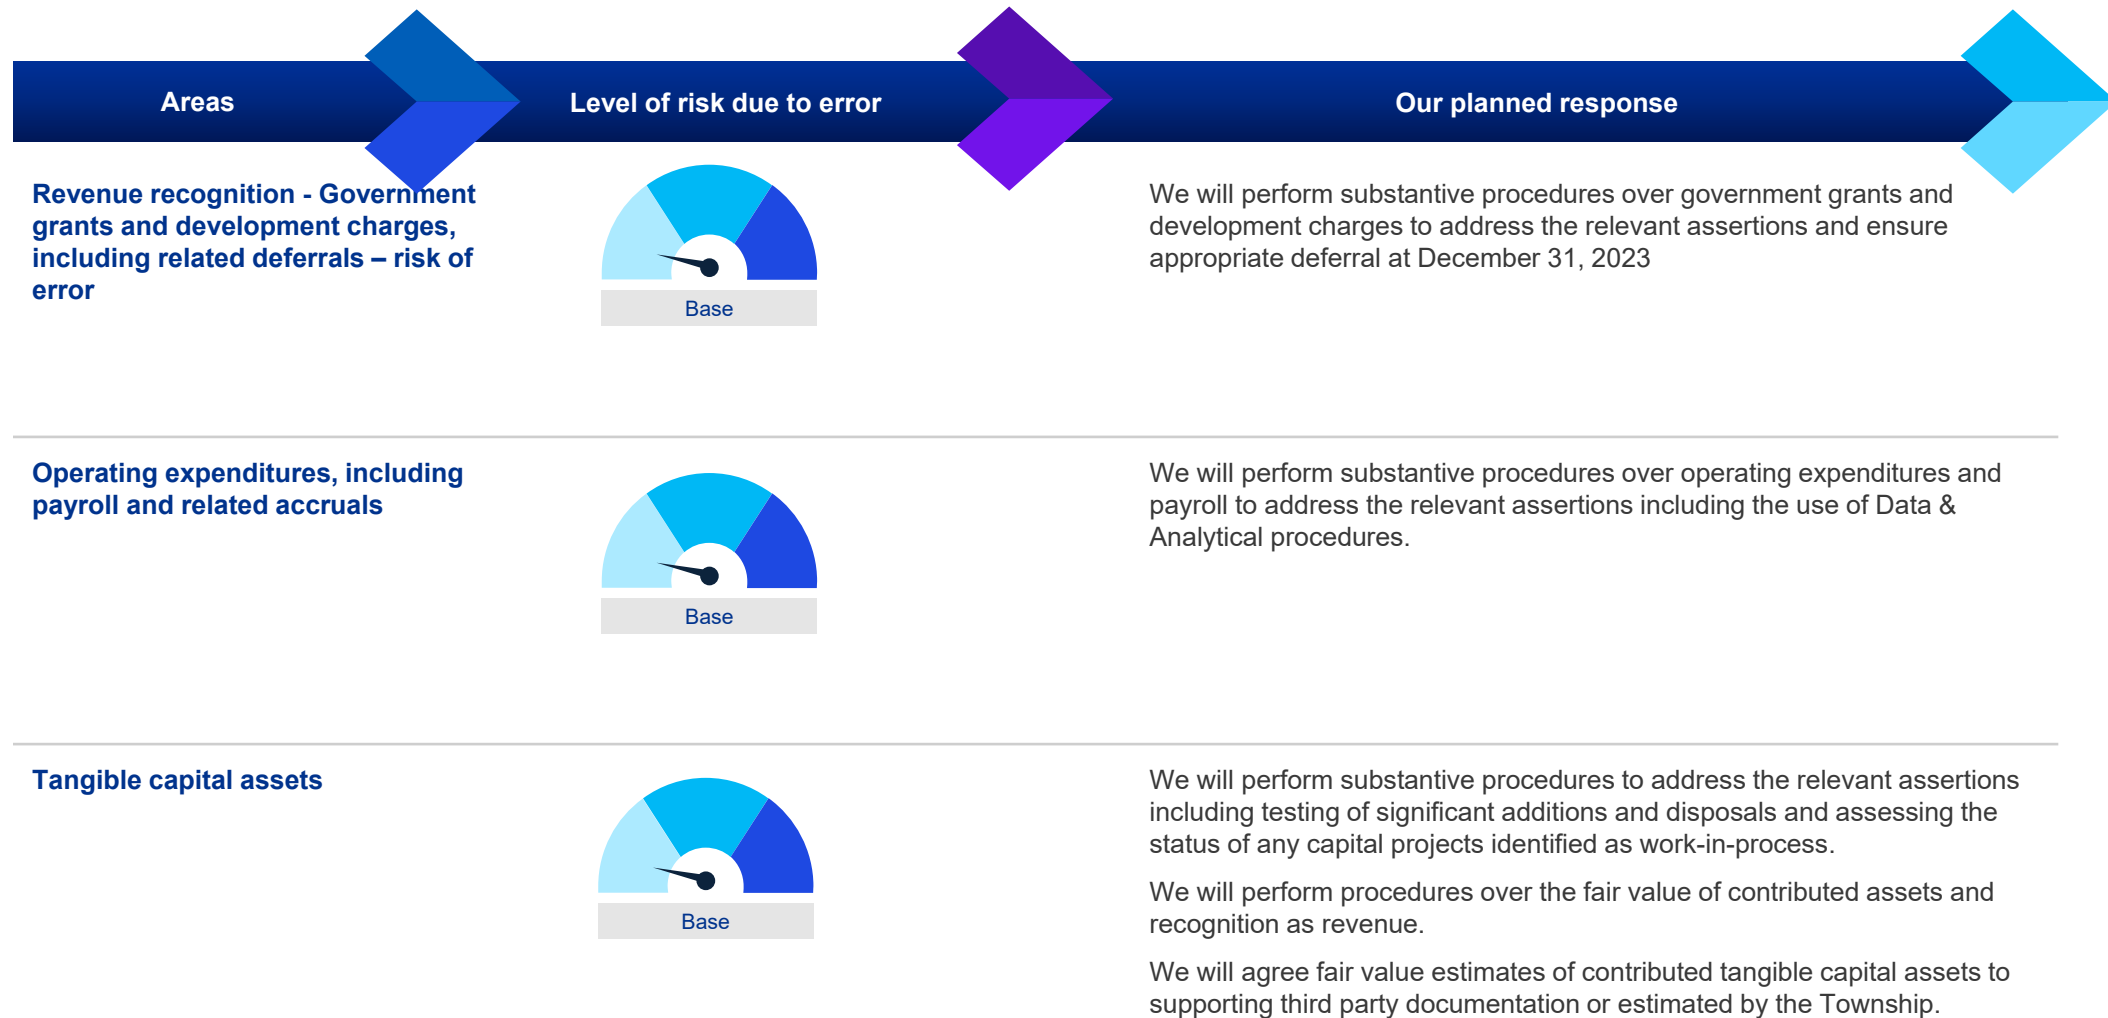 Areas
Level of risk due to error
Our planned response
Revenue recognition - Government
grants and development charges,
including related deferrals – risk of
error
Base
We will perform substantive procedures over government grants and
development charges to address the relevant assertions and ensure
appropriate deferral at December 31, 2023
Operating expenditures, including
payroll and related accruals
Base
We will perform substantive procedures over operating expenditures and
payroll to address the relevant assertions including the use of Data &
Analytical procedures.
Tangible capital assets
Base
We will perform substantive procedures to address the relevant assertions
including testing of significant additions and disposals and assessing the
status of any capital projects identified as work-in-process.
We will perform procedures over the fair value of contributed assets and
recognition as revenue.
We will agree fair value estimates of contributed tangible capital assets to
supporting third party documentation or estimated by the Township.